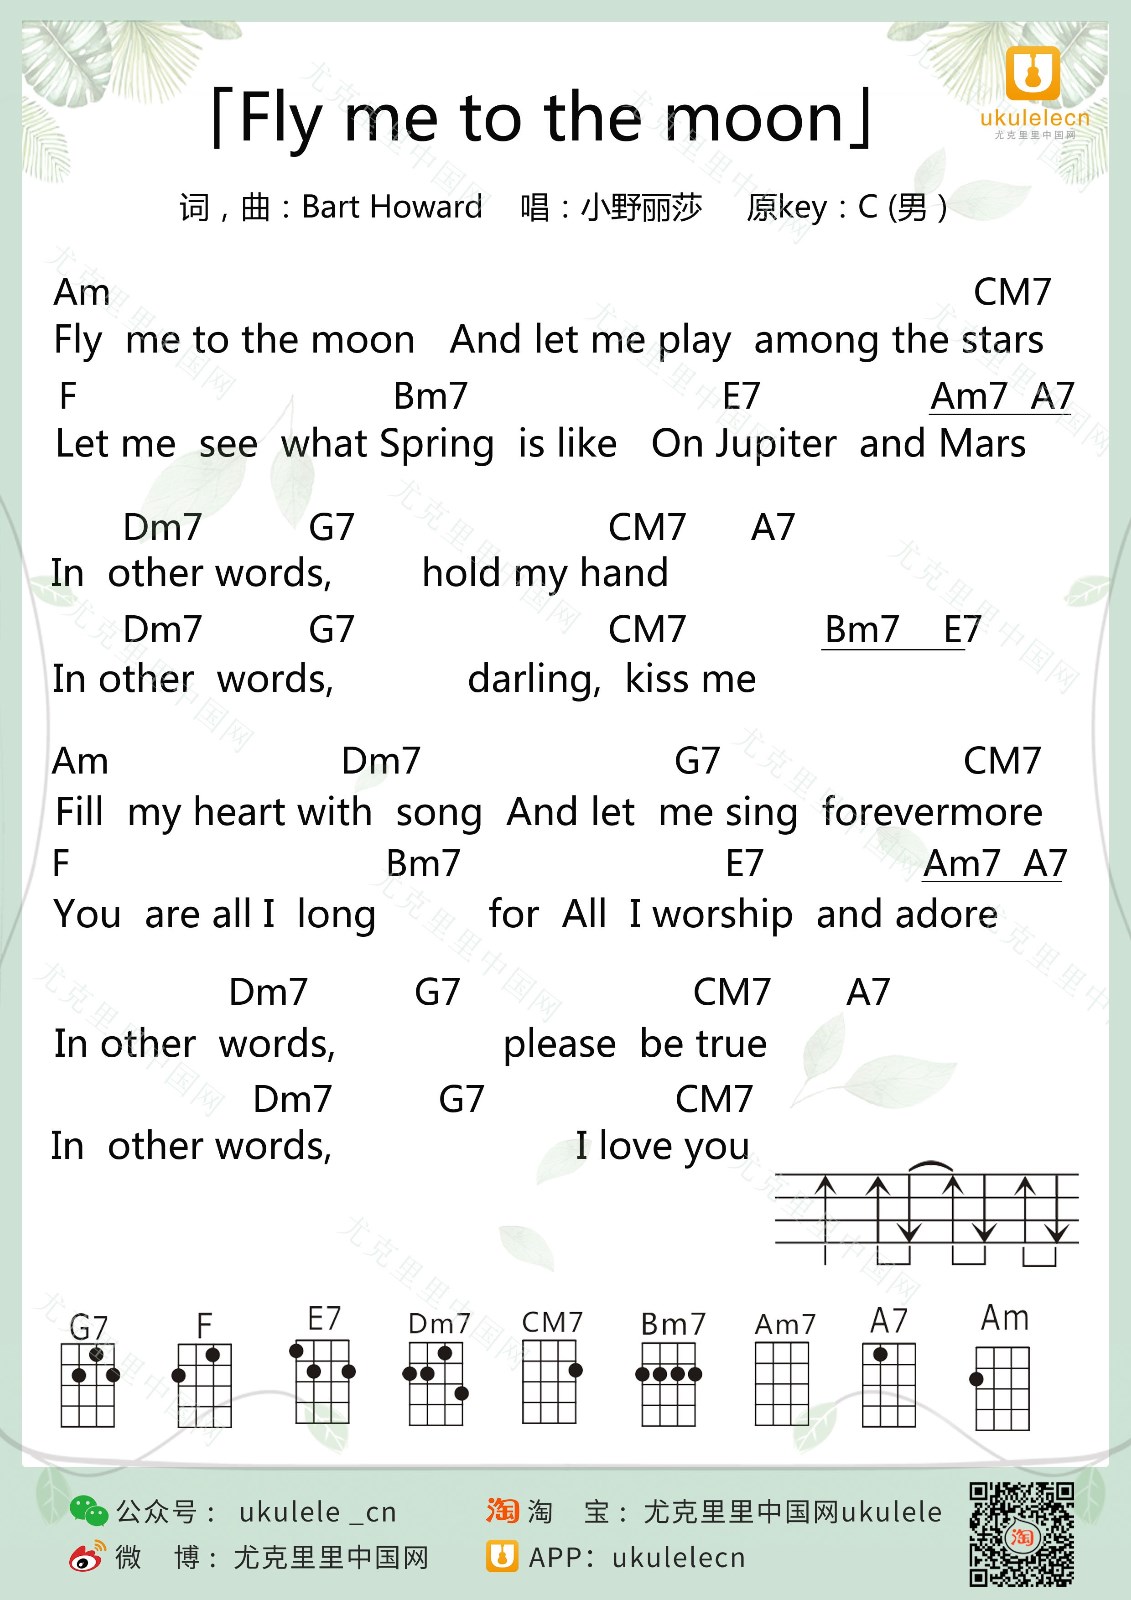 「Fly me to the moon」
ukulelecn
尤克里里中国网
词，曲：Bart Howard 唱：小野丽莎 原key：C (男）
Am CM7
Fly me to the moon And let me play among the stars
F Bm7 E7 Am7 A7
Let me see what Spring is like On Jupiter and Mars
Dm7 G7 CM7 A7
In other words, hold my hand
Dm7 G7 CM7 Bm7 E7
In other words, darling, kiss me
Am Dm7 G7 CM7
Fill my heart with song And let me sing forevermore
F Bm7 E7 Am7 A7
You are all I long for All I worship and adore
Dm7 G7 CM7 A7
In other words, please be true
Dm7 G7 CM7
In other words, I love you
G7 F E7 Dm7 CM7 Bm7 Am7 A7 Am
公众号： ukulele _cn 淘 淘 宝：尤克里里中国网ukulele
微 博：尤克里里中国网 APP：ukulelecn
淘